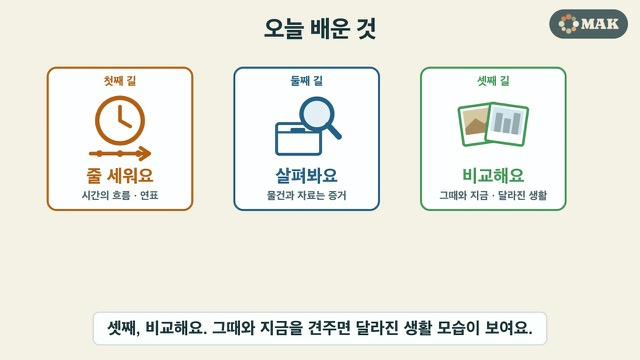 오늘 배운 것
MAK
첫째 길
줄 세워요
시간의 흐름 · 연표
둘째 길
살펴봐요
물건과 자료는 증거
셋째 길
비교해요
그때와 지금 · 달라진 생활
셋째, 비교해요. 그때와 지금을 견주면 달라진 생활 모습이 보여요.